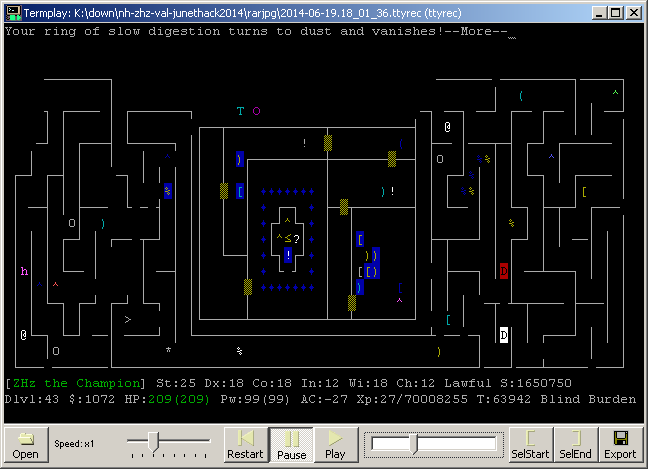 Termplay: K:\down\nh-zhz-val-junethack2014\rarjpg\2014-06-19.18_01_36.ttyrec (ttyrec)
Your ring of slow digestion turns to dust and vanishes!--More--
[ZHz the Champion] St:25 Dx:18 Co:18 In:12 Wi:18 Ch:12 Lawful S:1650750
Dlvl:43 $:1072 HP:209(209) Pw:99(99) AC:-27 Xp:27/70008255 T:63942 Blind Burden
Open Speed: x1 Restart Pause Play SelStart SelEnd Export